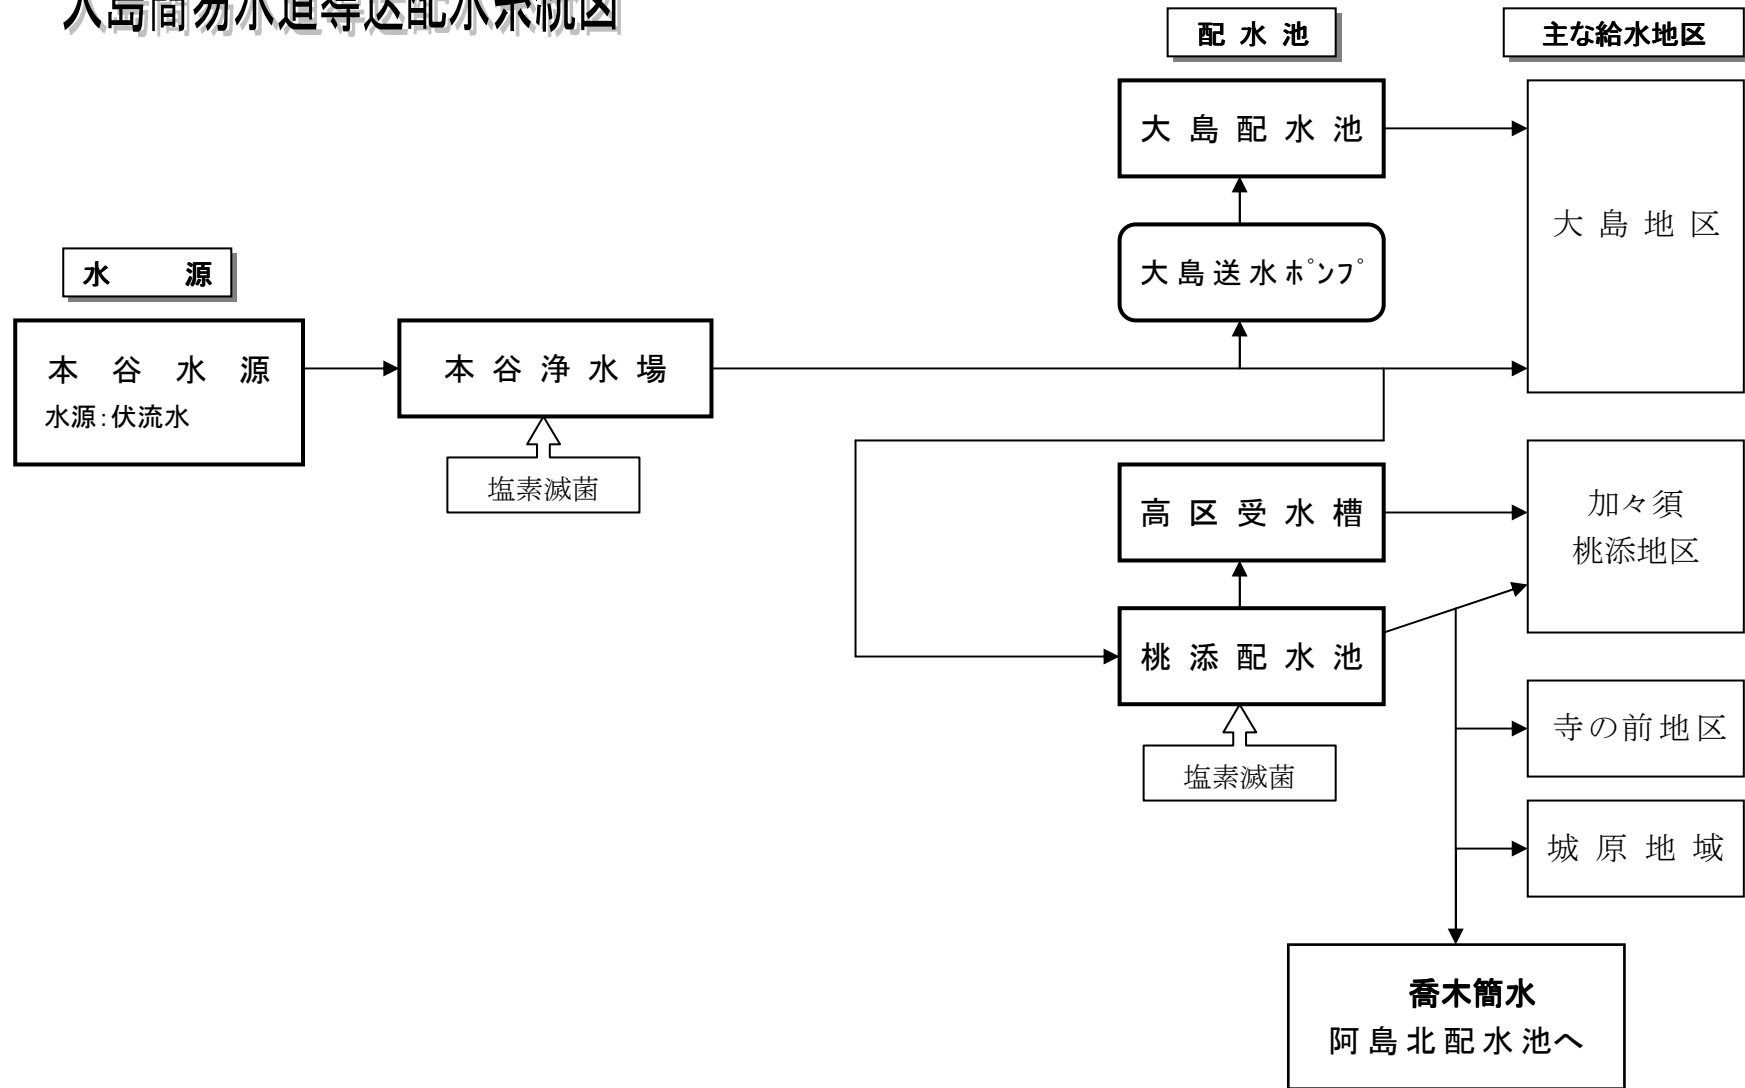 大島簡易水道導送配水系統図
配水池
主な給水地区
大島配水池
大島地区
大島送水ﾎﾟﾝﾌﾟ
水 源
本谷水源
水源:伏流水
本谷浄水場
塩素滅菌
高区受水槽
加々須
桃添地区
桃添配水池
寺の前地区
塩素滅菌
城原地域
喬木簡水
阿島北配水池へ